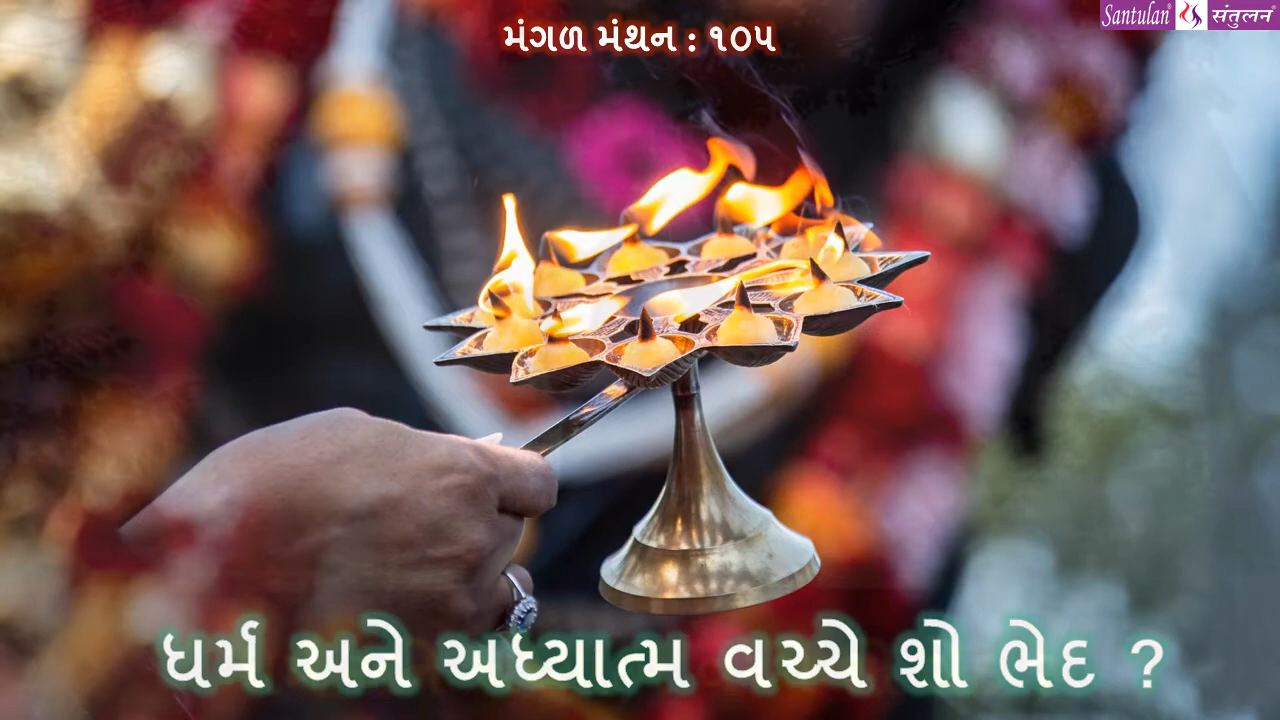 Santulan® संतुलन®
મંગળ મંથન : ૧૦૫
ધર્મ અને અધ્યાત્મ વચ્ચે શો ભેદ ?